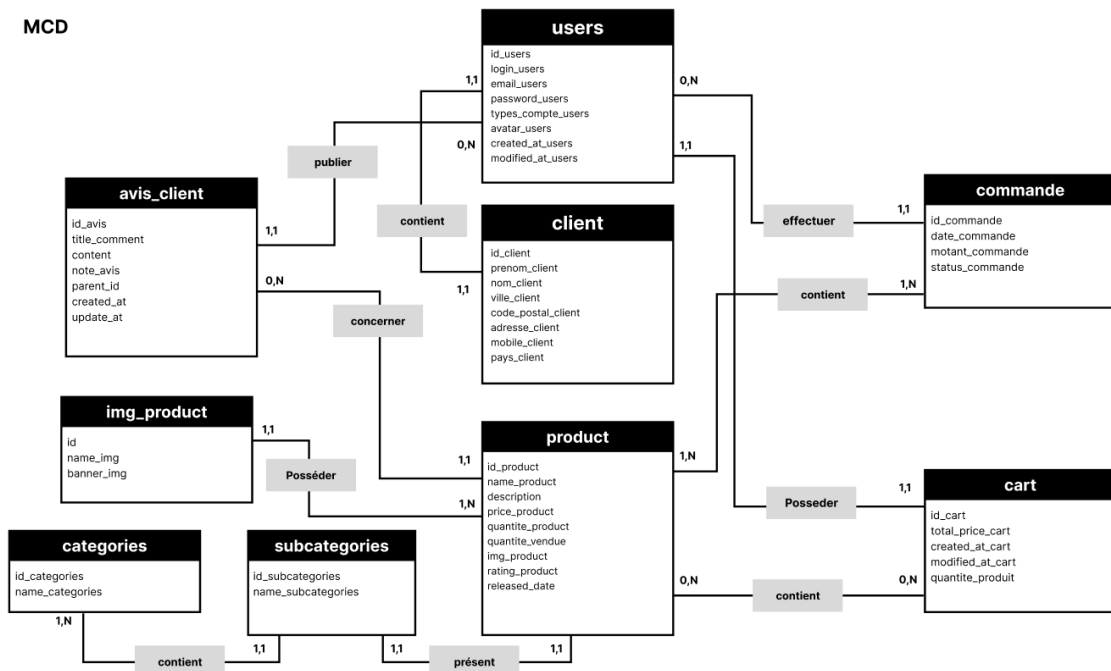 MCD
users
id_users
login_users
email_users
password_users
types_compte_users
avatar_users
created_at_users
modified_at_users
1,1
0,N
0,N
1,1
publier
avis_client
id_avis
title_comment
content
note_avis
parent_id
created_at
update_at
1,1
0,N
contient
client
id_client
prenom_client
nom_client
ville_client
code_postal_client
adresse_client
mobile_client
pays_client
1,1
effectuer
1,1
commande
id_commande
date_commande
motant_commande
status_commande
1,N
contient
concerner
img_product
id
name_img
banner_img
1,1
Posséder
product
id_product
name_product
description
price_product
quantite_product
quantite_vendue
img_product
rating_product
released_date
1,1
1,N
1,N
0,N
1,1
Posseder
1,1
cart
id_cart
total_price_cart
created_at_cart
modified_at_cart
quantite_produit
0,N
contient
categories
id_categories
name_categories
1,N
contient
subcategories
id_subcategories
name_subcategories
1,1
1,1
présent